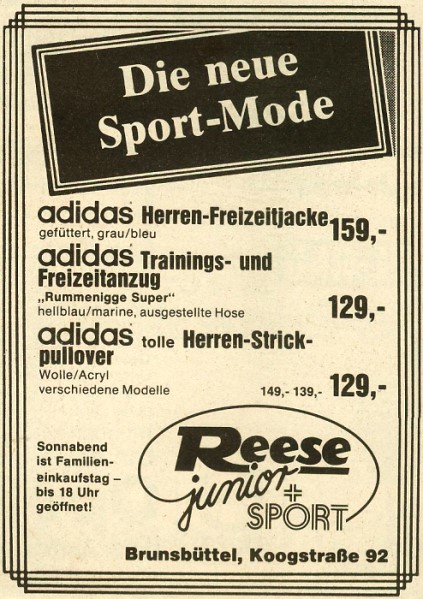 Die neue
Sport-Mode
adidas Herren-Freizeitjacke 159,-
gefüttert, grau/bleu
adidas Trainings- und
Freizeitanzug
„Rummenigge Super"
hellblau/marine, ausgestellte Hose 129,-
adidas tolle Herren-Strick-
pullover
Wolle/Acryl
verschiedene Modelle 149,- 139,- 129,-
Sonnabend
ist Familien-
einkaufstag –
bis 18 Uhr
geöffnet!
Reese
junior
+
SPORT
Brunsbüttel, Koogstraße 92